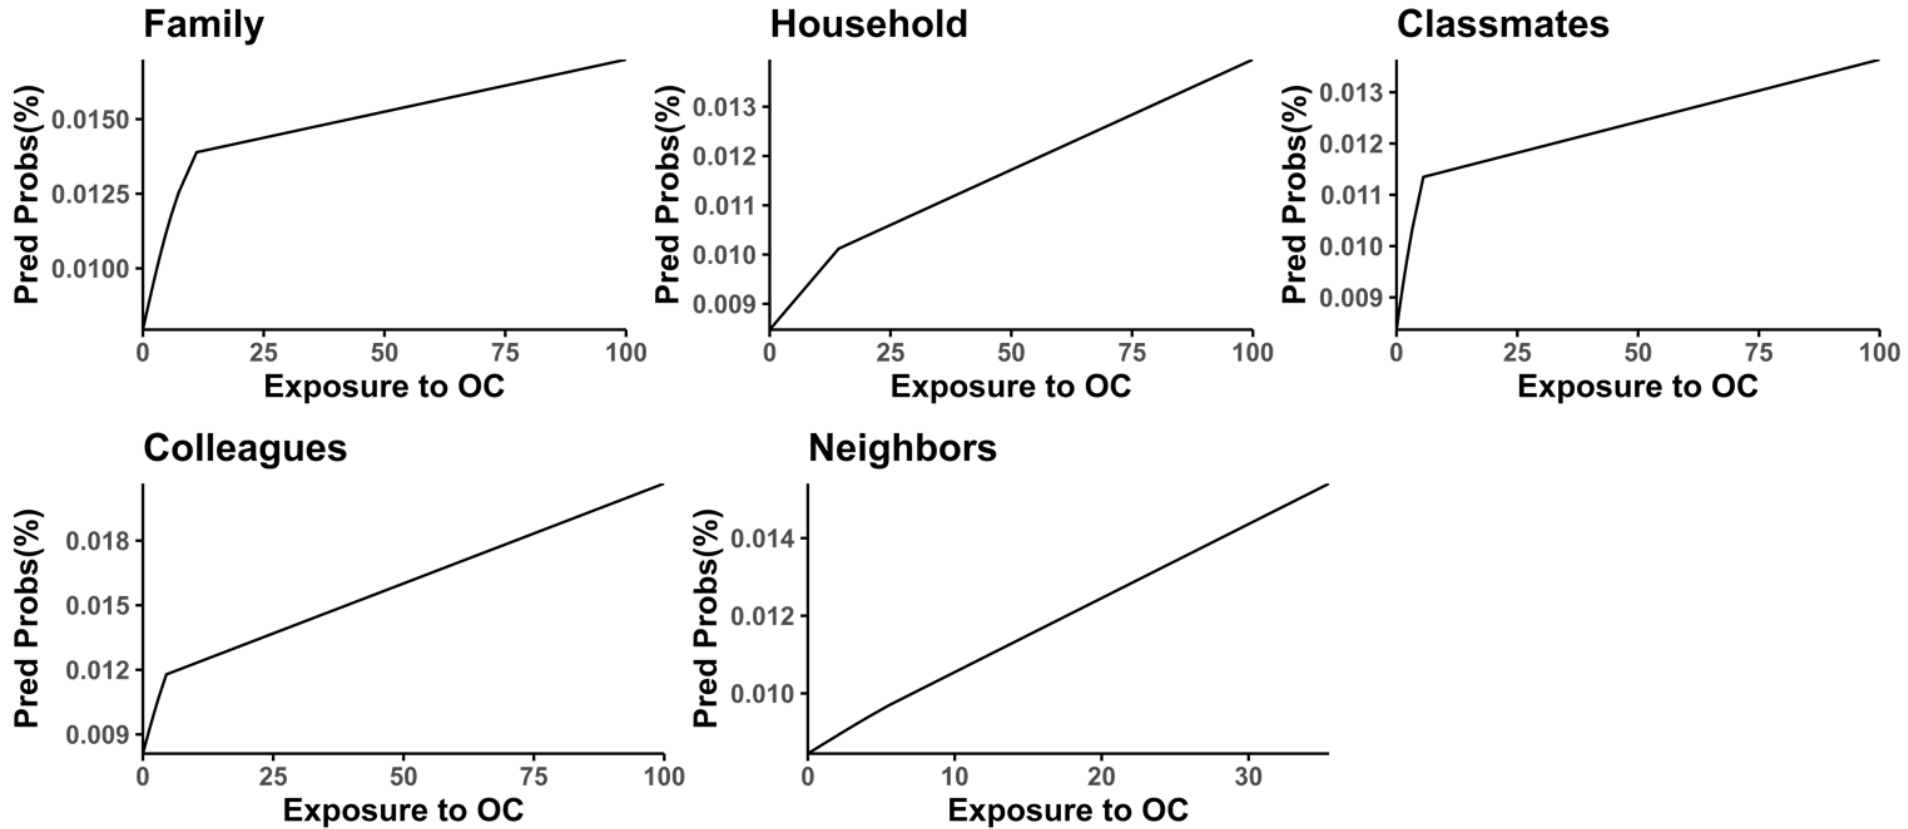 Family
Pred Probs(%)
0.0150
0.0125
0.0100
0 25 50 75 100
Exposure to OC
Household
Pred Probs(%)
0.013
0.012
0.011
0.010
0.009
0 25 50 75 100
Exposure to OC
Classmates
Pred Probs(%)
0.013
0.012
0.011
0.010
0.009
0 25 50 75 100
Exposure to OC
Colleagues
Pred Probs(%)
0.018
0.015
0.012
0.009
0 25 50 75 100
Exposure to OC
Neighbors
Pred Probs(%)
0.014
0.012
0.010
0 10 20 30
Exposure to OC